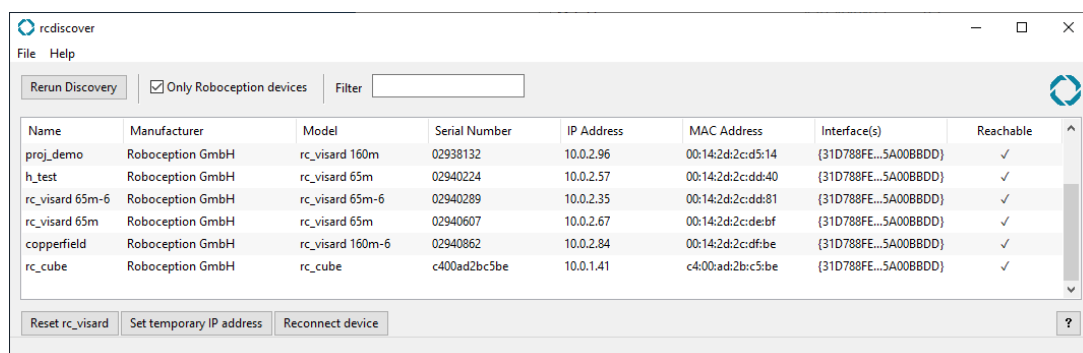 rcdiscover
File Help
Rerun Discovery Only Roboception devices Filter
Name Manufacturer Model Serial Number IP Address MAC Address Interface(s) Reachable
proj_demo Roboception GmbH rc_visard 160m 02938132 10.0.2.96 00:14:2d:2c:d5:14 {31D788FE...5A00BBDD} ✓
h_test Roboception GmbH rc_visard 65m 02940224 10.0.2.57 00:14:2d:2c:dd:40 {31D788FE...5A00BBDD} ✓
rc_visard 65m-6 Roboception GmbH rc_visard 65m-6 02940289 10.0.2.35 00:14:2d:2c:dd:81 {31D788FE...5A00BBDD} ✓
rc_visard 65m Roboception GmbH rc_visard 65m 02940607 10.0.2.67 00:14:2d:2c:de:bf {31D788FE...5A00BBDD} ✓
copperfield Roboception GmbH rc_visard 160m-6 02940862 10.0.2.84 00:14:2d:2c:df:be {31D788FE...5A00BBDD} ✓
rc_cube Roboception GmbH rc_cube c400ad2bc5be 10.0.1.41 c4:00:ad:2b:c5:be {31D788FE...5A00BBDD} ✓
Reset rc_visard Set temporary IP address Reconnect device ?